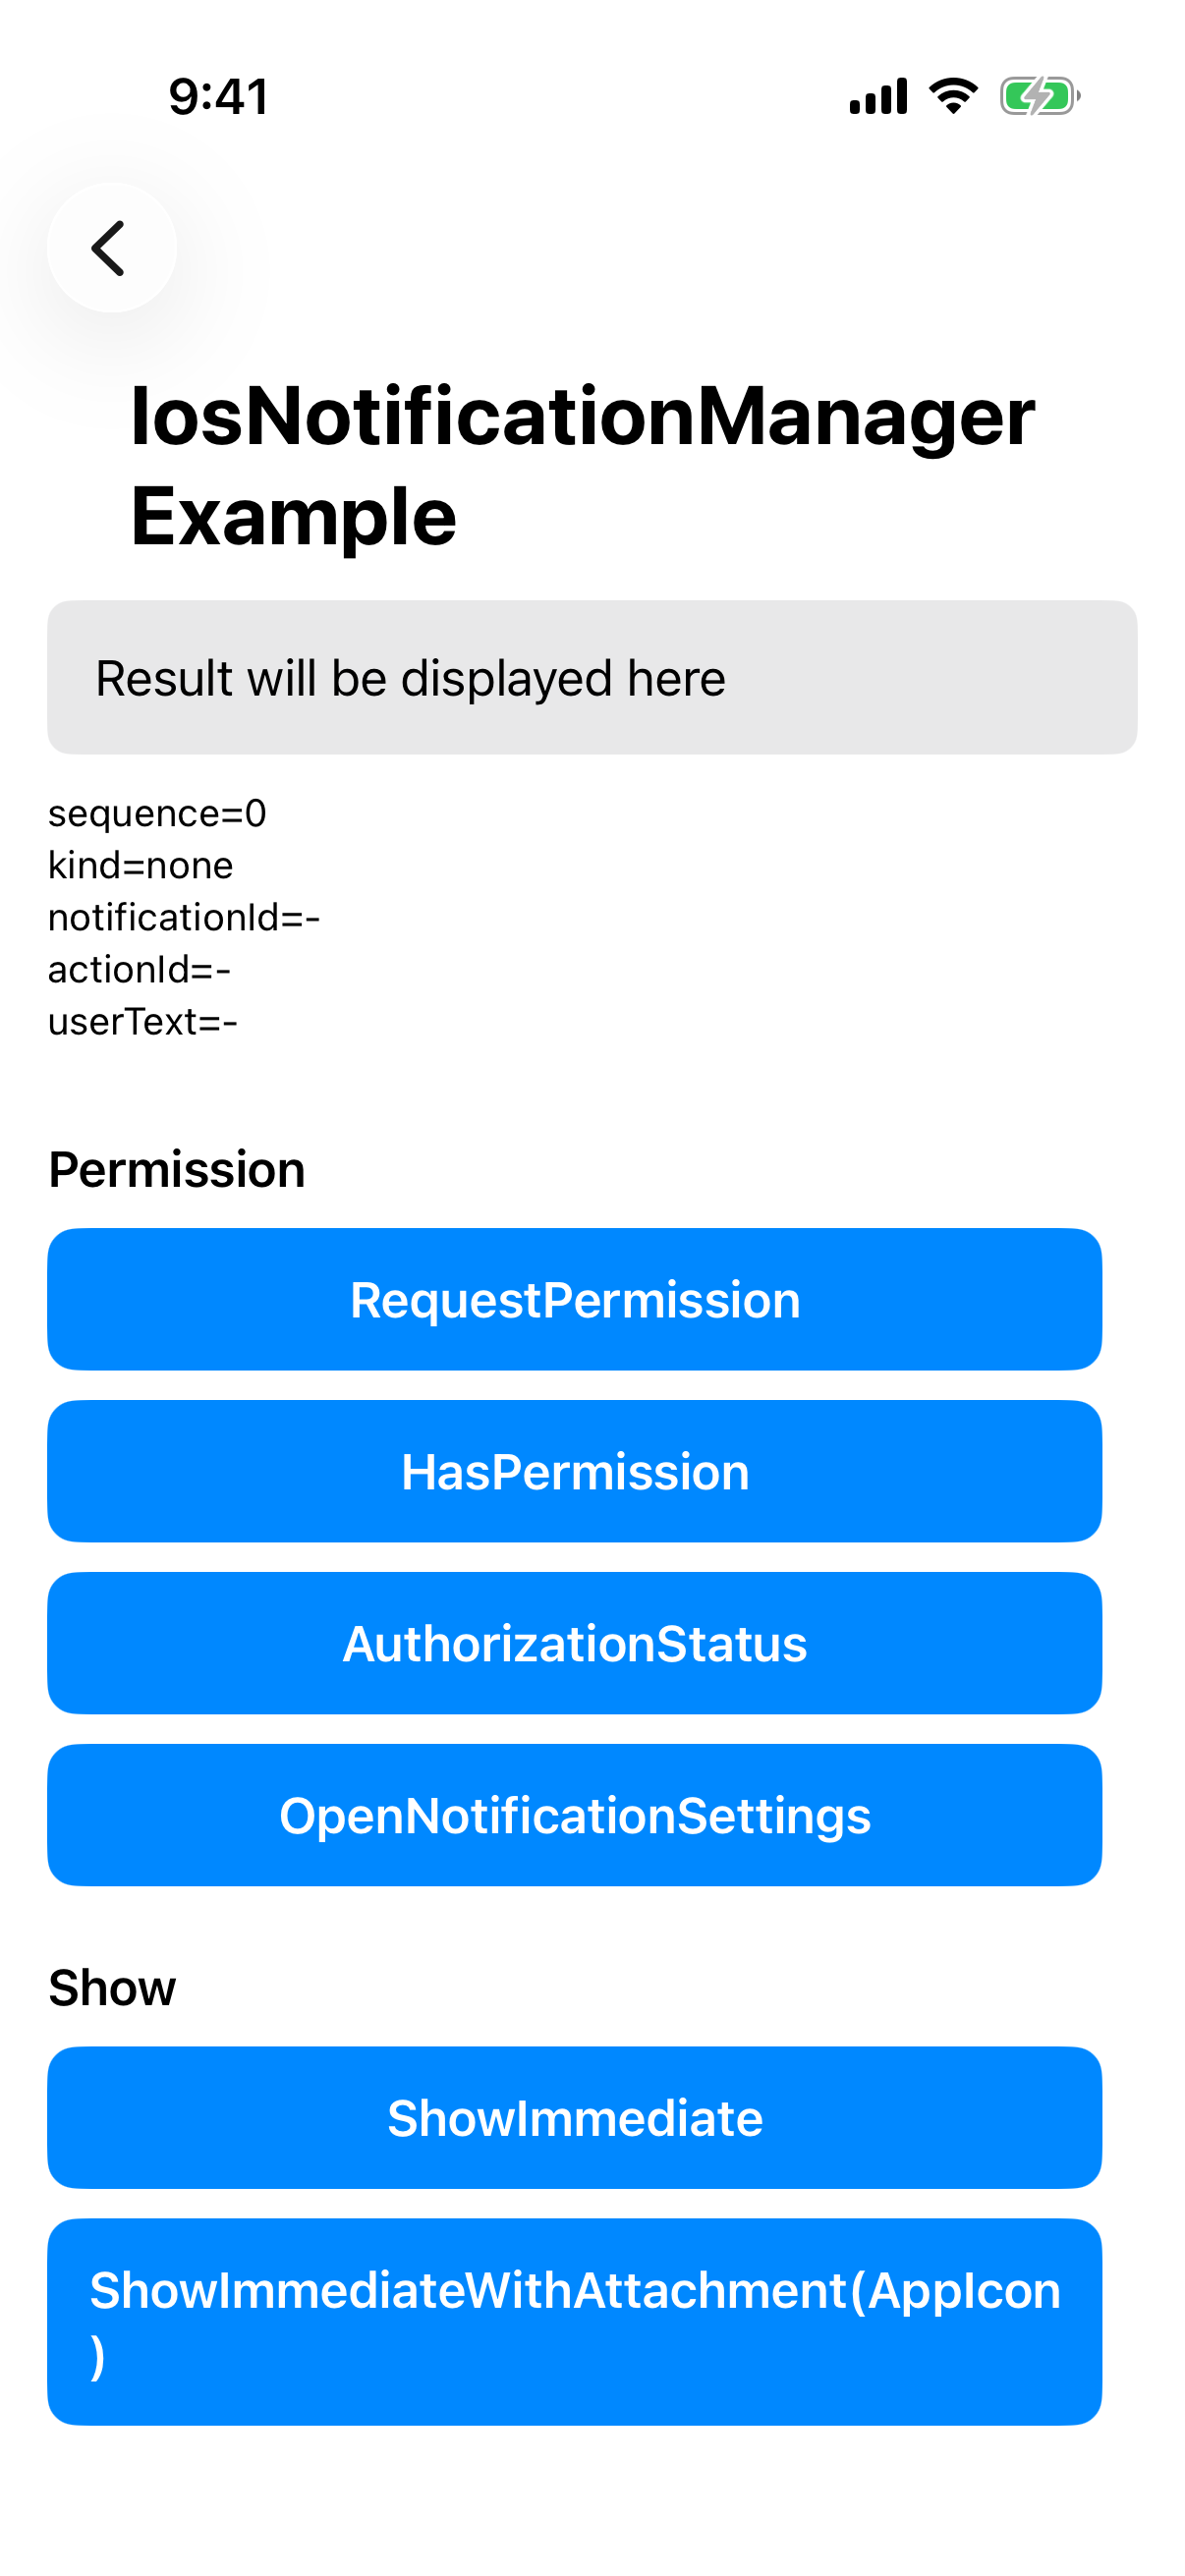 9:41
IosNotificationManager
Example
Result will be displayed here
sequence=0
kind=none
notificationId=-
actionId=-
userText=-
Permission
RequestPermission
HasPermission
AuthorizationStatus
OpenNotificationSettings
Show
ShowImmediate
ShowImmediateWithAttachment(AppIcon
)